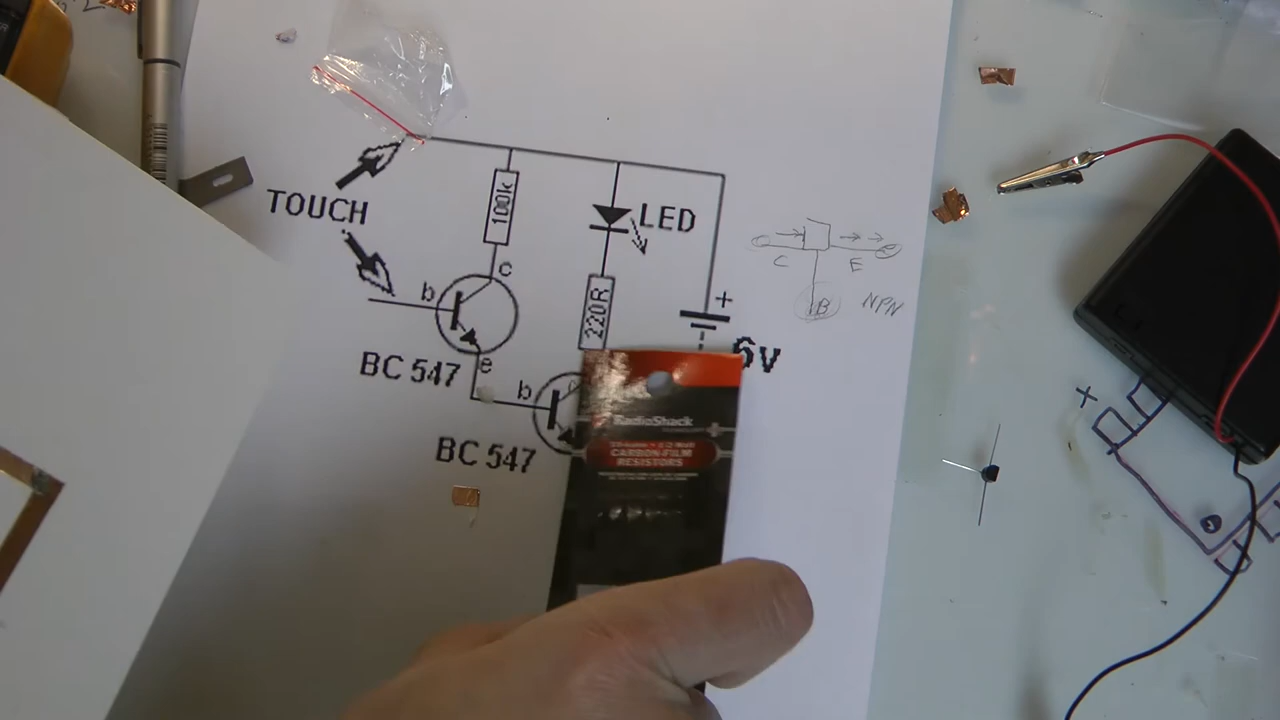 TOUCH
100k
LED
c
b
220R
+
6V
BC 547
e
b
BC 547
C
E
B
NPN
RadioShack
CARBON-FILM
RESISTORS
+